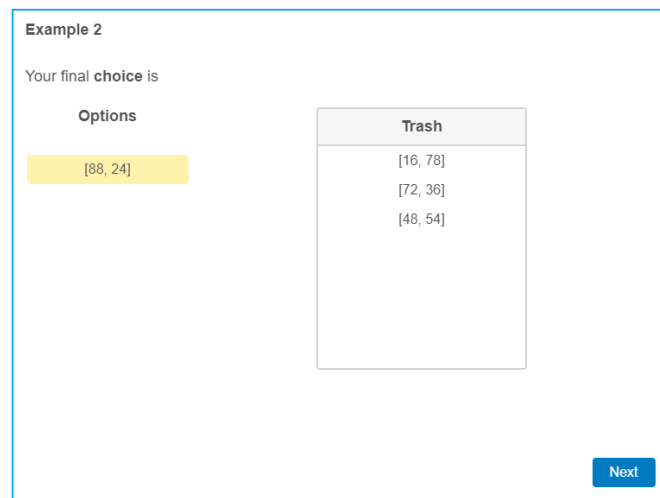 Example 2
Your final choice is
Options
[88, 24]
Trash
[16, 78]
[72, 36]
[48, 54]
Next